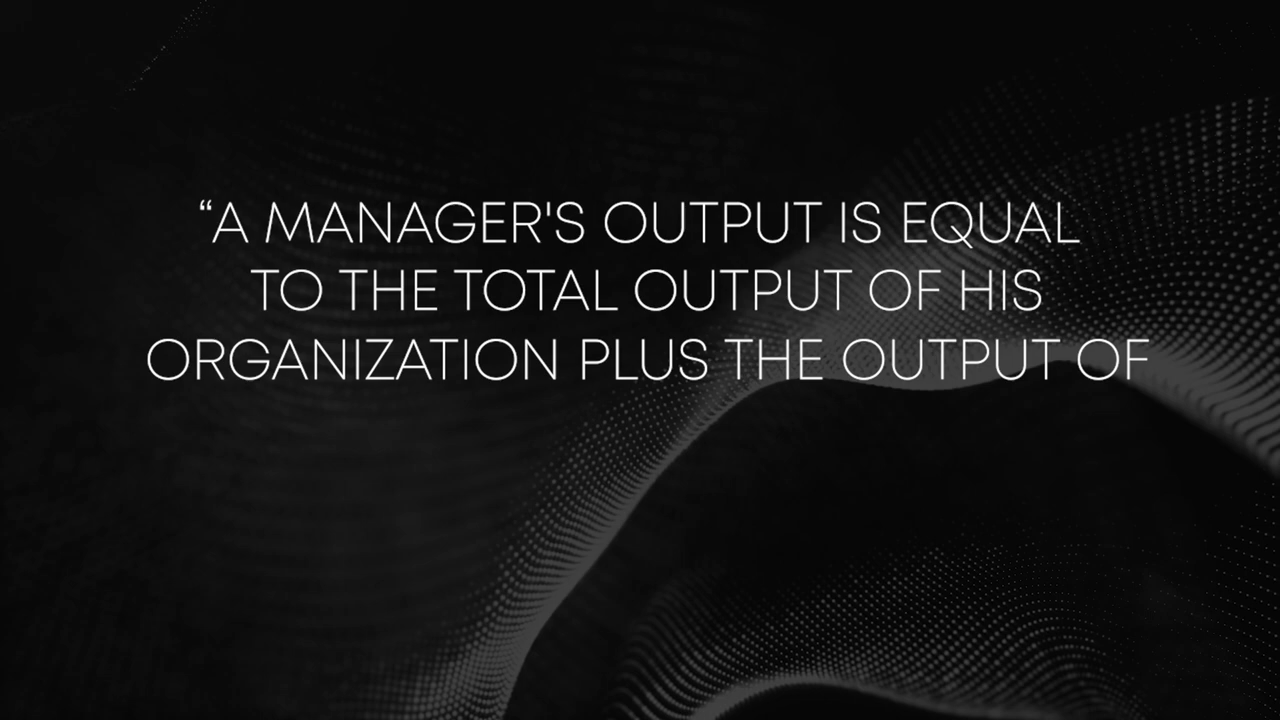 “A MANAGER'S OUTPUT IS EQUAL
TO THE TOTAL OUTPUT OF HIS
ORGANIZATION PLUS THE OUTPUT OF